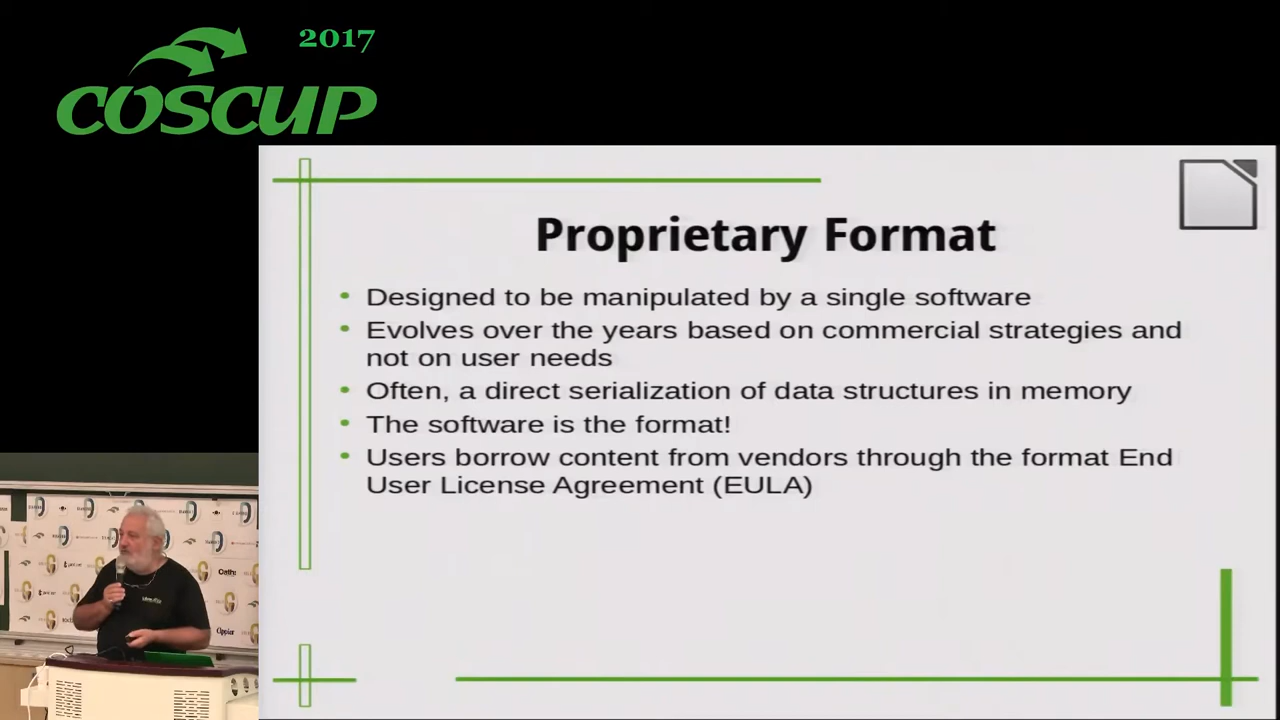 2017
COSCUP
Proprietary Format
• Designed to be manipulated by a single software
• Evolves over the years based on commercial strategies and
not on user needs
• Often, a direct serialization of data structures in memory
• The software is the format!
• Users borrow content from vendors through the format End
User License Agreement (EULA)